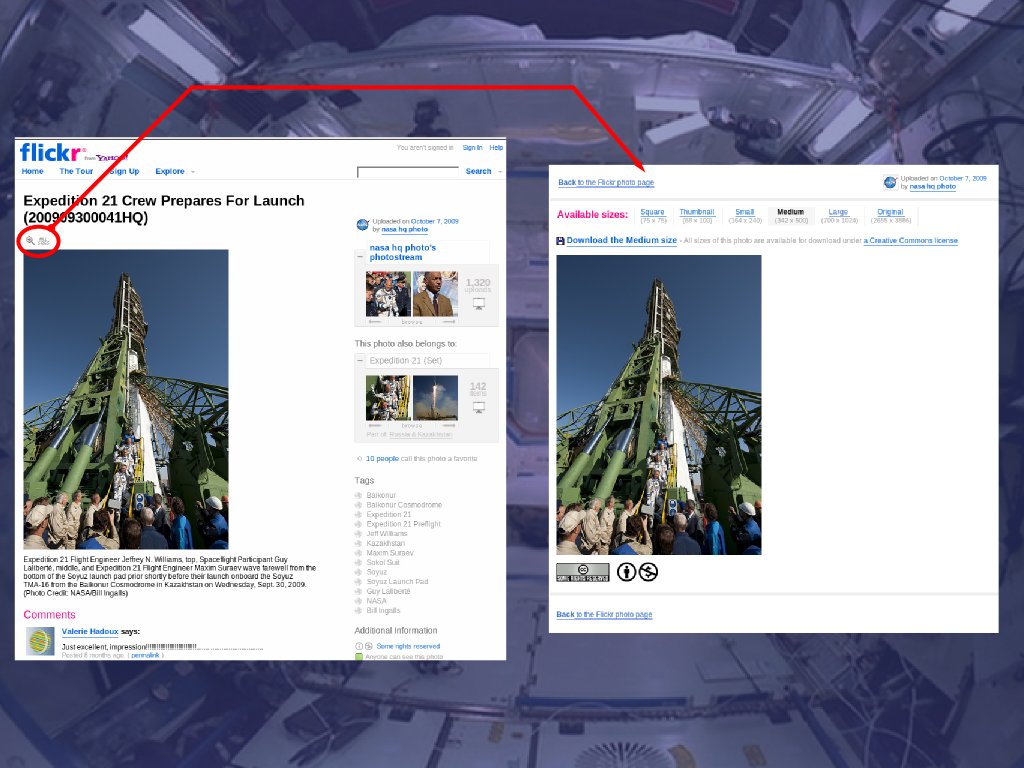 flickr from YAHOO!
You aren't signed in Sign In Help
Home The Tour Sign Up Explore Search
Expedition 21 Crew Prepares For Launch
(200909300041HQ)
ALL SIZES
Uploaded on October 7, 2009
by nasa hq photo
nasa hq photo's
photostream
1,320
uploads
browse
This photo also belongs to:
Expedition 21 (Set)
142
items
Part of: Russia & Kazakhstan
10 people call this photo a favorite
Tags
Baikonur
Baikonur Cosmodrome
Expedition 21
Expedition 21 Preflight
Jeff Williams
Kazakhstan
Maxim Suraev
Sokol Suit
Soyuz
Soyuz Launch Pad
Guy Laliberté
NASA
Bill Ingalls
Additional Information
Some rights reserved
Anyone can see this photo
Expedition 21 Flight Engineer Jeffrey N. Williams, top, Spaceflight Participant Guy
Laliberté, middle, and Expedition 21 Flight Engineer Maxim Suraev wave farewell from the
bottom of the Soyuz launch pad prior shortly before their launch onboard the Soyuz
TMA-16 from the Baikonur Cosmodrome in Kazakhstan on Wednesday, Sept. 30, 2009.
(Photo Credit: NASA/Bill Ingalls)
Comments
Valerie Hadoux says:
Just excellent, impression!!!!!!!!!!!!!!!!!!!!!!!!!!!!...... ..........................
Posted 8 months ago. ( permalink )
Back to the Flickr photo page
Uploaded on October 7, 2009
by nasa hq photo
Available sizes:
Square Thumbnail Small Medium Large Original
(75 x 75) (68 x 100) (164 x 240) (342 x 500) (700 x 1024)
Download the Medium size - All sizes of this photo are available for download under a Creative Commons license
cc
SOME RIGHTS RESERVED
Back to the Flickr photo page